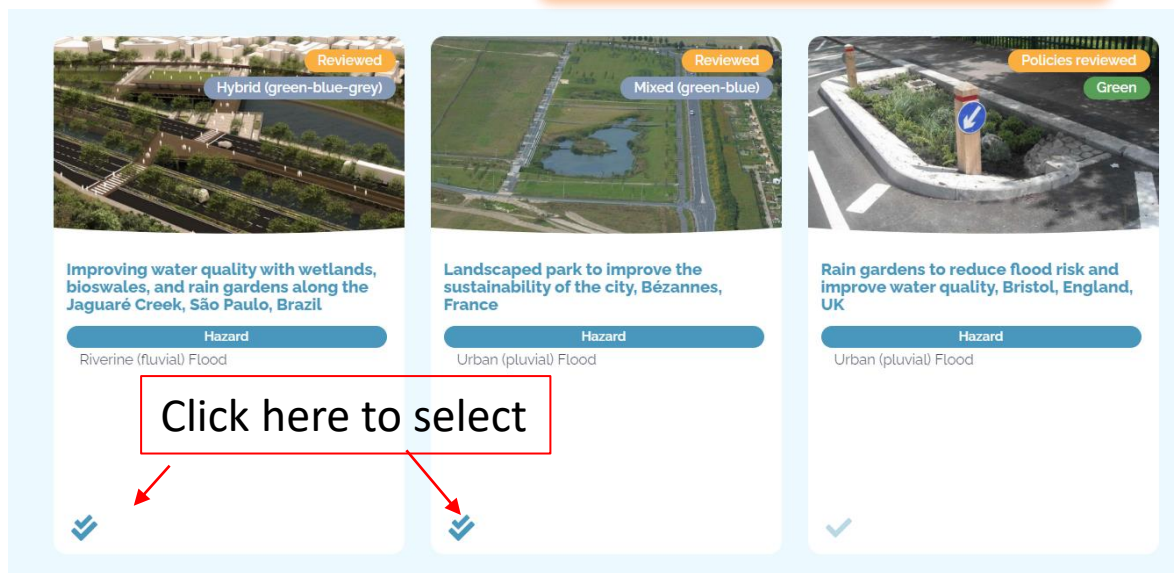 Reviewed
Hybrid (green-blue-grey)
Improving water quality with wetlands,
bioswales, and rain gardens along the
Jaguaré Creek, São Paulo, Brazil
Hazard
Riverine (fluvial) Flood
Reviewed
Mixed (green-blue)
Landscaped park to improve the
sustainability of the city, Bézannes,
France
Hazard
Urban (pluvial) Flood
Policies reviewed
Green
Rain gardens to reduce flood risk and
improve water quality, Bristol, England,
UK
Hazard
Urban (pluvial) Flood
Click here to select